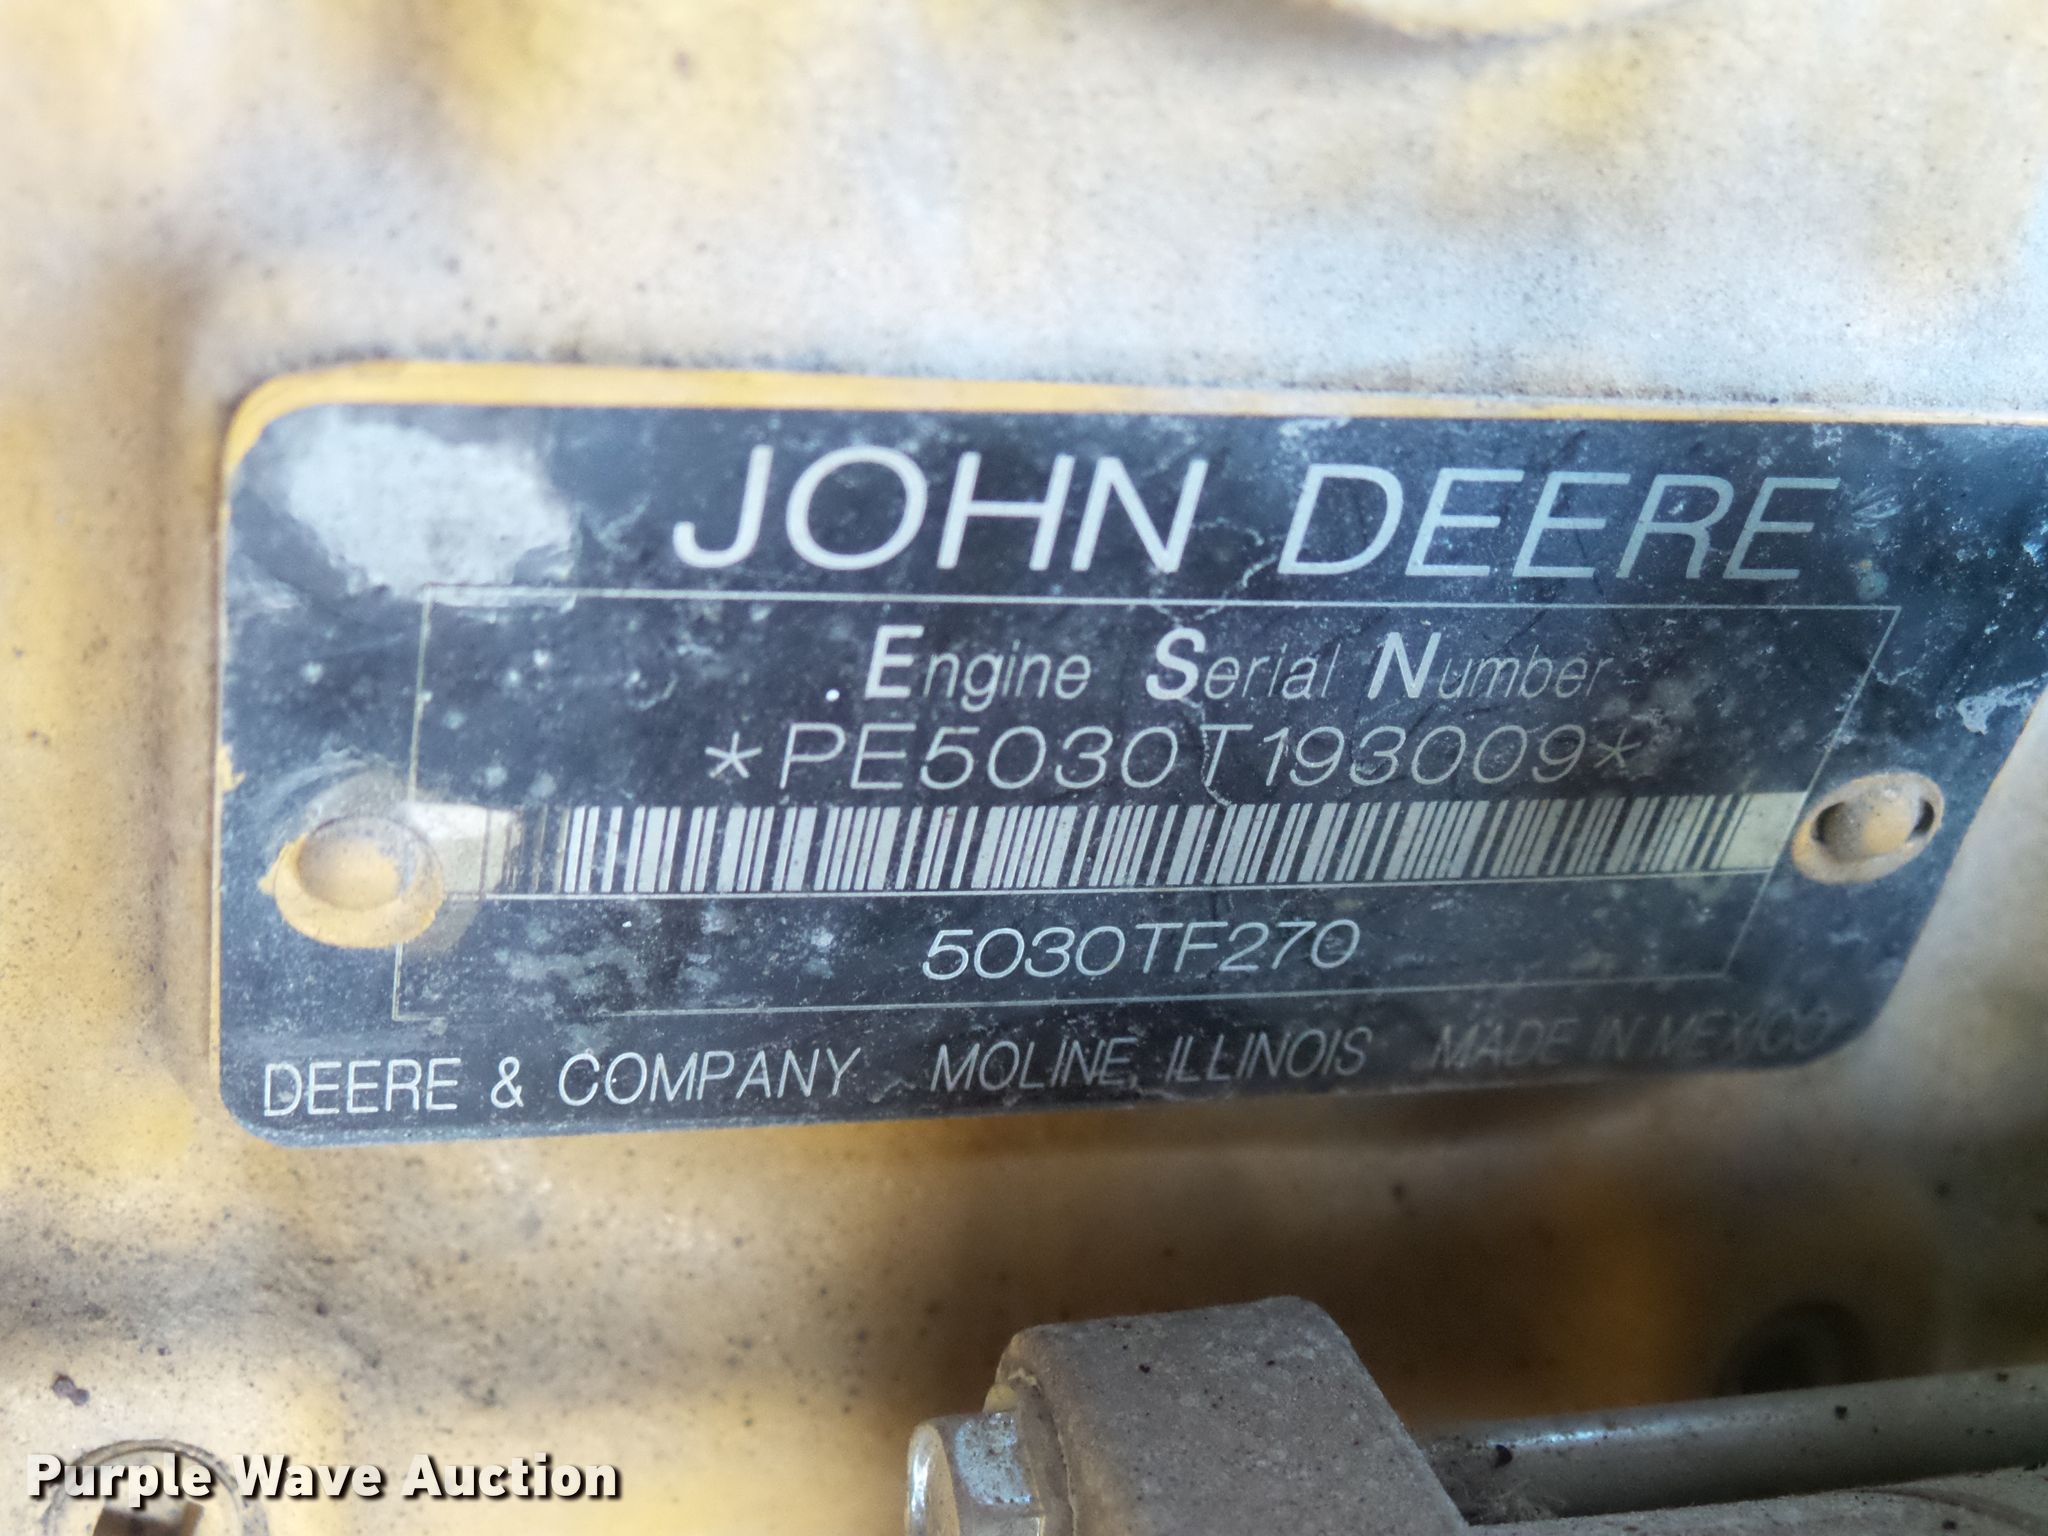 JOHN DEERE
Engine Serial Number
*PE5030T193009*
5030TF270
DEERE & COMPANY MOLINE, ILLINOIS MADE IN MEXICO
Purple Wave Auction